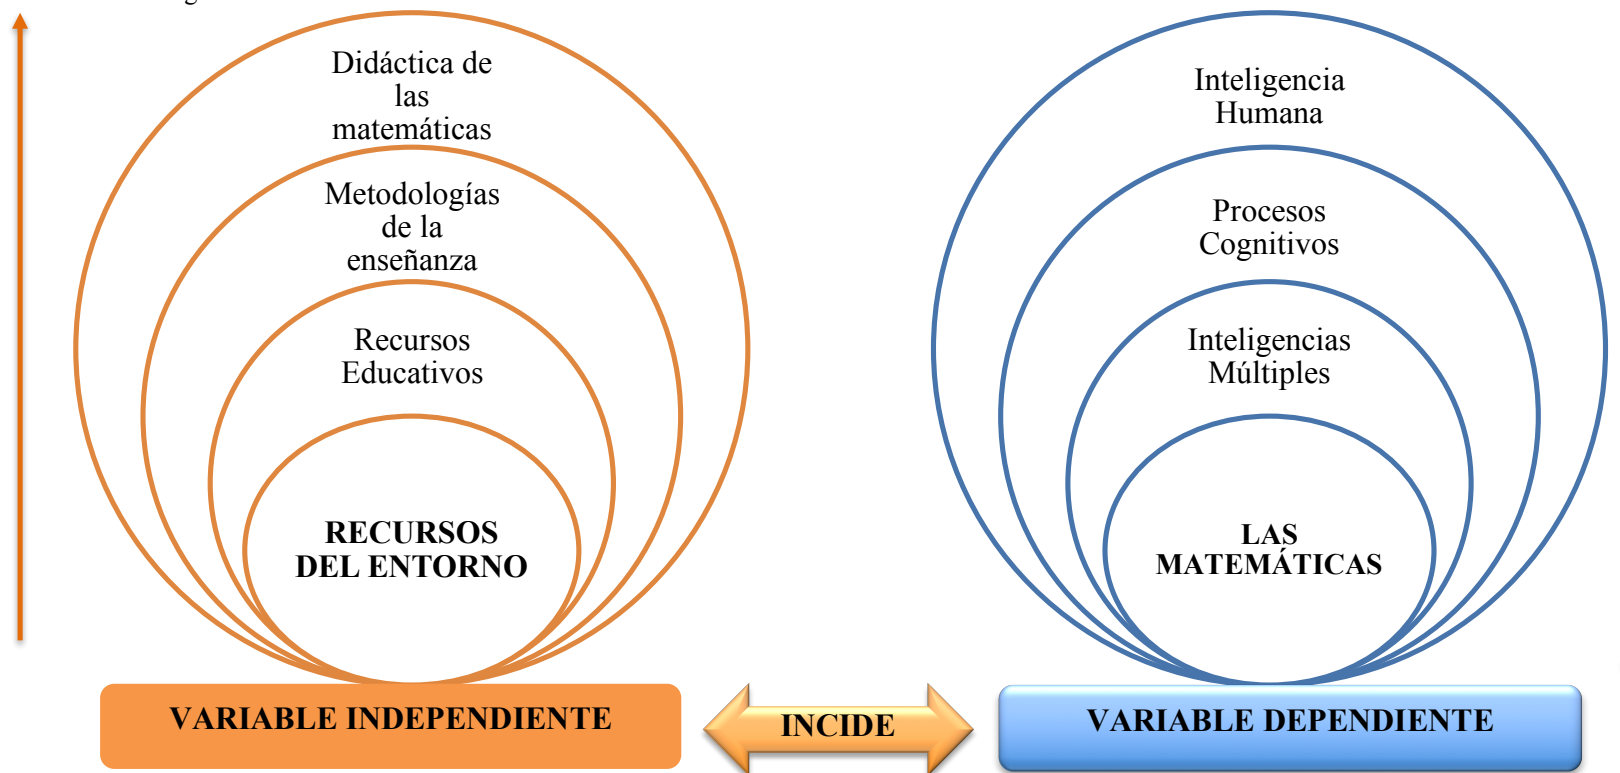 Didáctica de
las
matemáticas
Metodologías
de la
enseñanza
Recursos
Educativos
RECURSOS
DEL ENTORNO
VARIABLE INDEPENDIENTE
INCIDE
Inteligencia
Humana
Procesos
Cognitivos
Inteligencias
Múltiples
LAS
MATEMÁTICAS
VARIABLE DEPENDIENTE